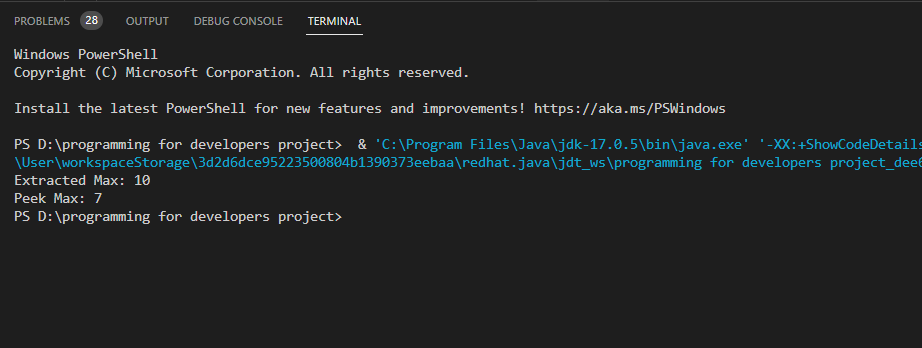 PROBLEMS 28 OUTPUT DEBUG CONSOLE TERMINAL
Windows PowerShell
Copyright (C) Microsoft Corporation. All rights reserved.
Install the latest PowerShell for new features and improvements! https://aka.ms/PSWindows
PS D:\programming for developers project>  & 'C:\Program Files\Java\jdk-17.0.5\bin\java.exe' '-XX:+ShowCodeDetails
\User\workspaceStorage\3d2d6dce95223500804b1390373eebaa\redhat.java\jdt_ws\programming for developers project_dee6
Extracted Max: 10
Peek Max: 7
PS D:\programming for developers project>